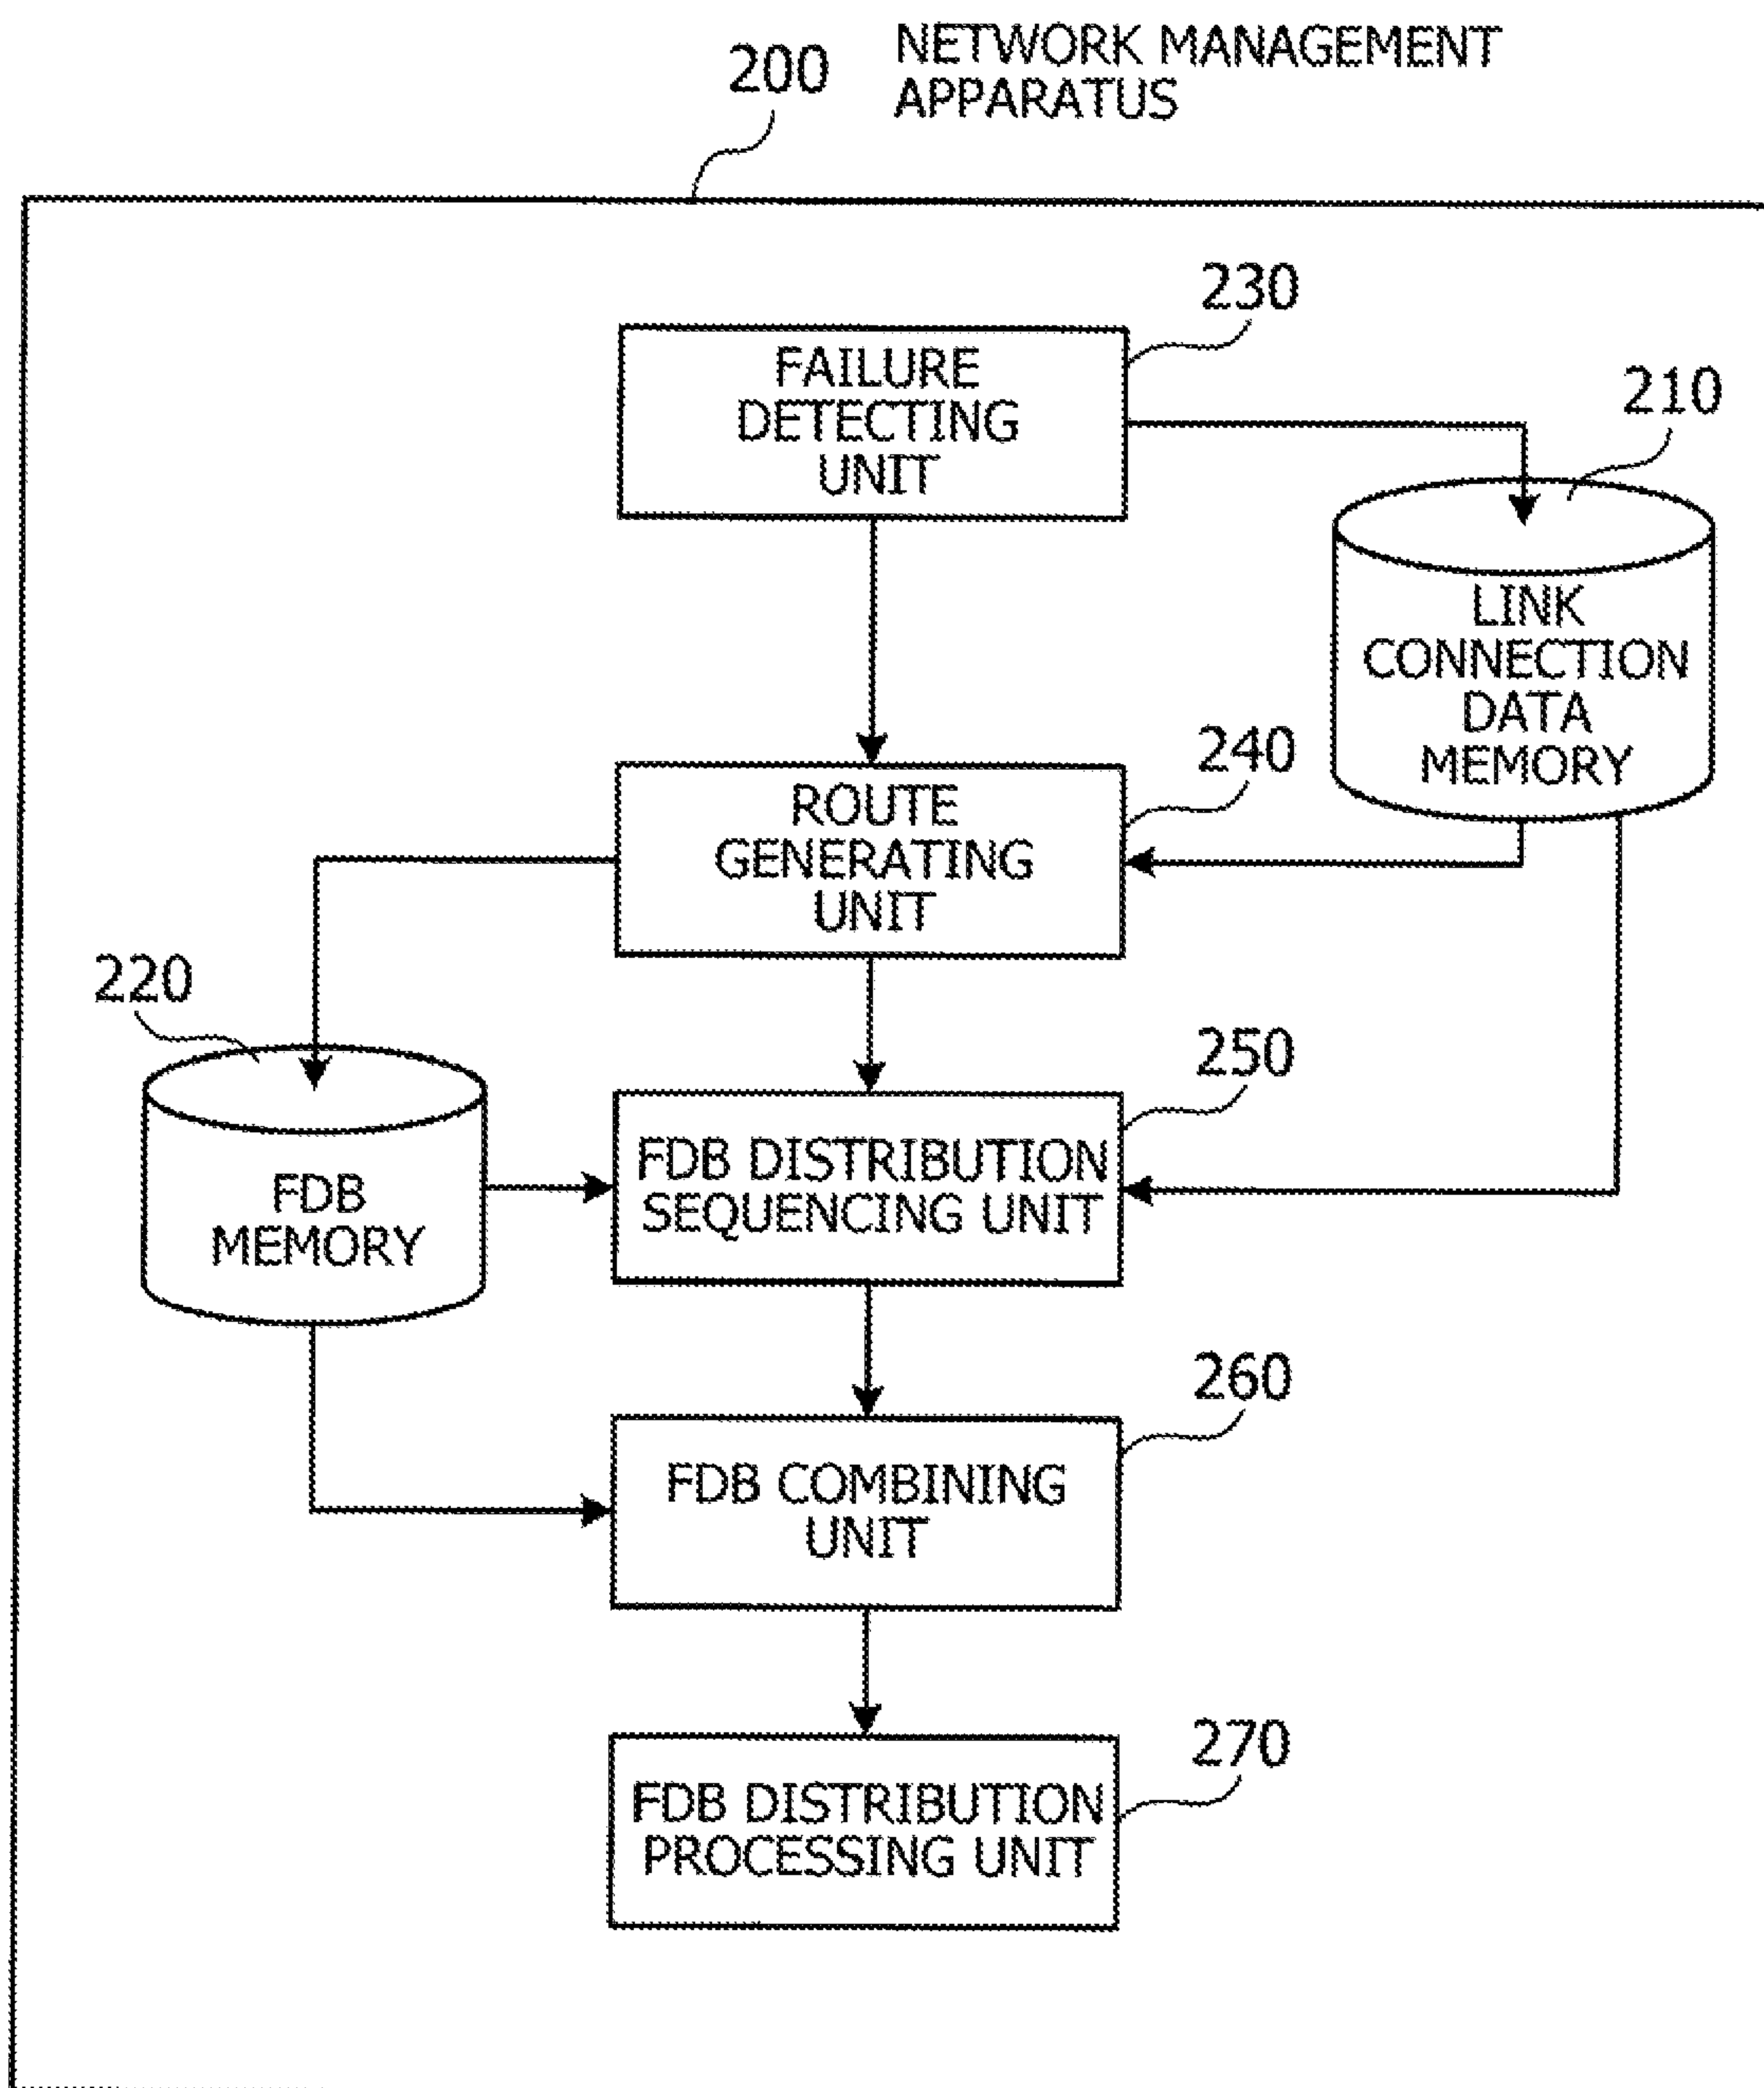 200
NETWORK MANAGEMENT
APPARATUS
230
FAILURE
DETECTING
UNIT
210
LINK
CONNECTION
DATA
MEMORY
240
ROUTE
GENERATING
UNIT
220
FDB
MEMORY
250
FDB DISTRIBUTION
SEQUENCING UNIT
260
FDB COMBINING
UNIT
270
FDB DISTRIBUTION
PROCESSING UNIT